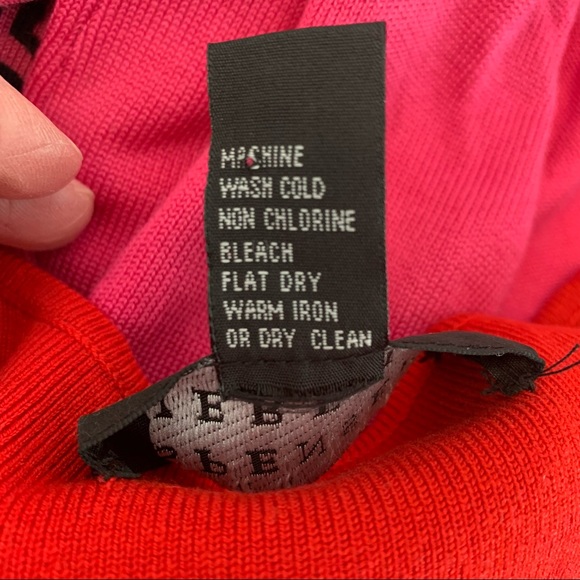 MACHINE
WASH COLD
NON CHLORINE
BLEACH
FLAT DRY
WARM IRON
OR DRY CLEAN